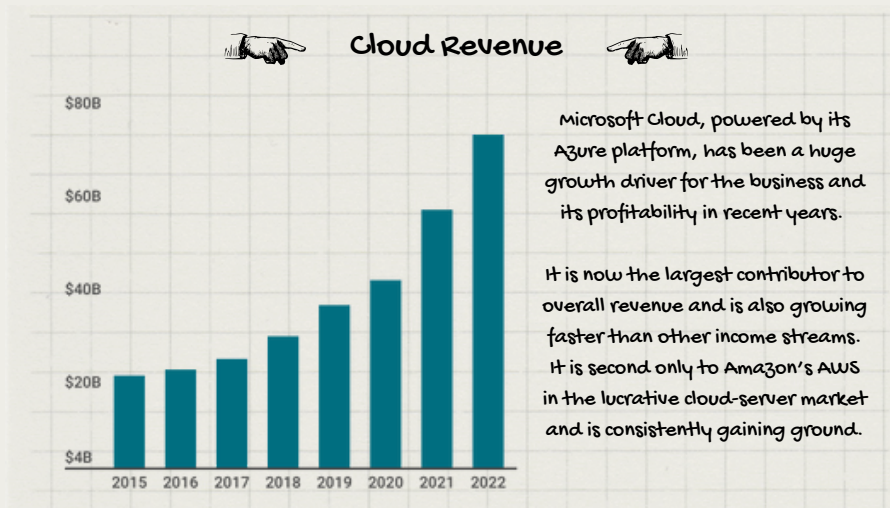 Cloud Revenue
$80B
$60B
$40B
$20B
$4B
2015 2016 2017 2018 2019 2020 2021 2022
Microsoft Cloud, powered by its
Azure platform, has been a huge
growth driver for the business and
its profitability in recent years.
It is now the largest contributor to
overall revenue and is also growing
faster than other income streams.
It is second only to Amazon's AWS
in the lucrative cloud-server market
and is consistently gaining ground.